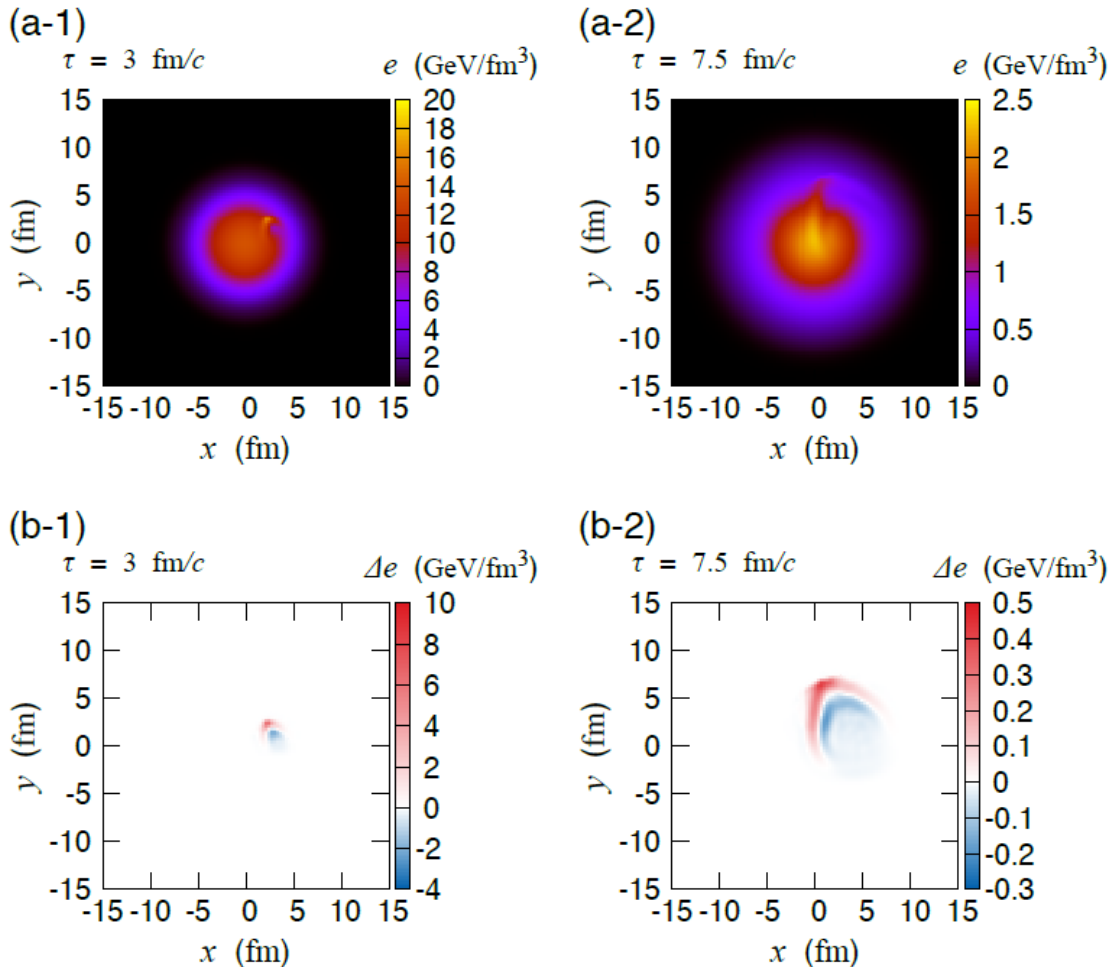 (a-1)
τ = 3 fm/c
e (GeV/fm³)
15
10
5
0
-5
-10
-15
y (fm)
-15 -10 -5 0 5 10 15
x (fm)
20
18
16
14
12
10
8
6
4
2
0
(a-2)
τ = 7.5 fm/c
e (GeV/fm³)
15
10
5
0
-5
-10
-15
y (fm)
-15 -10 -5 0 5 10 15
x (fm)
2.5
2
1.5
1
0.5
0
(b-1)
τ = 3 fm/c
Δe (GeV/fm³)
15
10
5
0
-5
-10
-15
y (fm)
-15 -10 -5 0 5 10 15
x (fm)
10
8
6
4
2
0
-2
-4
(b-2)
τ = 7.5 fm/c
Δe (GeV/fm³)
15
10
5
0
-5
-10
-15
y (fm)
-15 -10 -5 0 5 10 15
x (fm)
0.5
0.4
0.3
0.2
0.1
0
-0.1
-0.2
-0.3